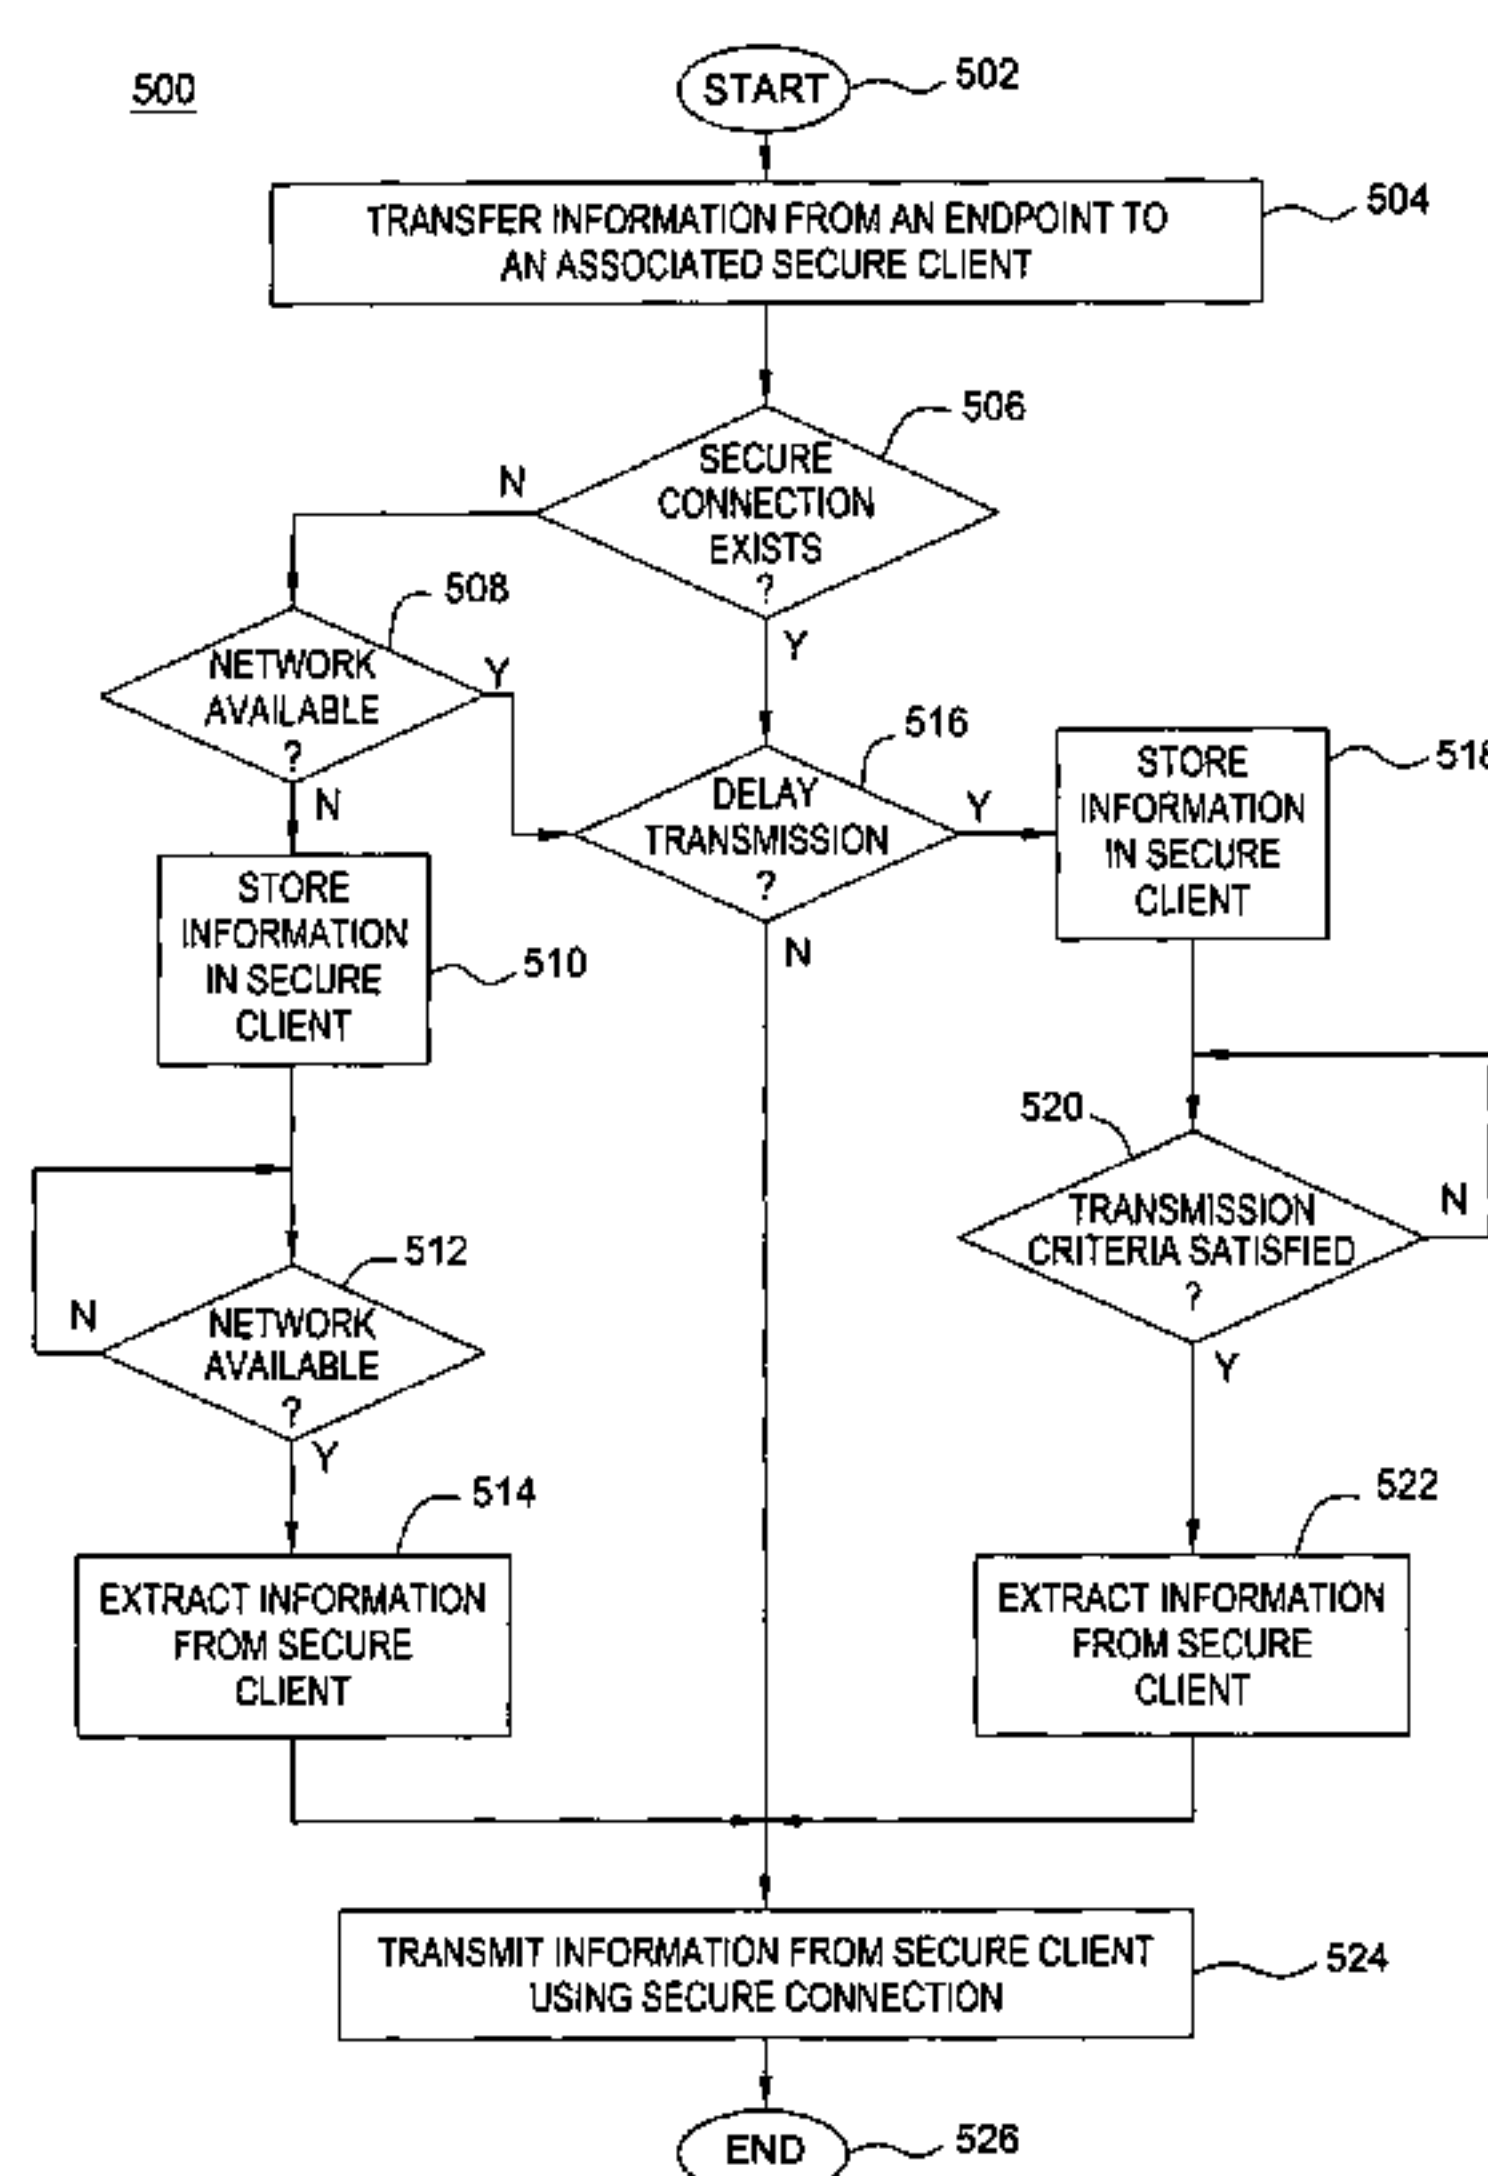 500
START
502
TRANSFER INFORMATION FROM AN ENDPOINT TO
AN ASSOCIATED SECURE CLIENT
504
SECURE
CONNECTION
EXISTS
?
506
N
Y
NETWORK
AVAILABLE
?
508
Y
N
DELAY
TRANSMISSION
?
516
Y
N
STORE
INFORMATION
IN SECURE
CLIENT
518
STORE
INFORMATION
IN SECURE
CLIENT
510
520
TRANSMISSION
CRITERIA SATISFIED
?
N
Y
512
NETWORK
AVAILABLE
?
N
Y
514
EXTRACT INFORMATION
FROM SECURE
CLIENT
522
EXTRACT INFORMATION
FROM SECURE
CLIENT
TRANSMIT INFORMATION FROM SECURE CLIENT
USING SECURE CONNECTION
524
END
526